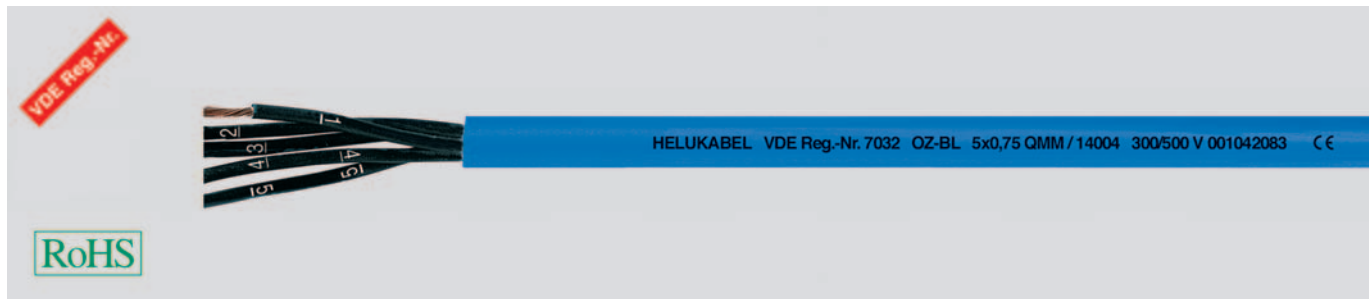 VDE Reg.-Nr.
1
2
3
4 4
5 5
HELUKABEL VDE Reg.-Nr. 7032 OZ-BL 5x0,75 QMM / 14004 300/500 V 001042083 CE
RoHS